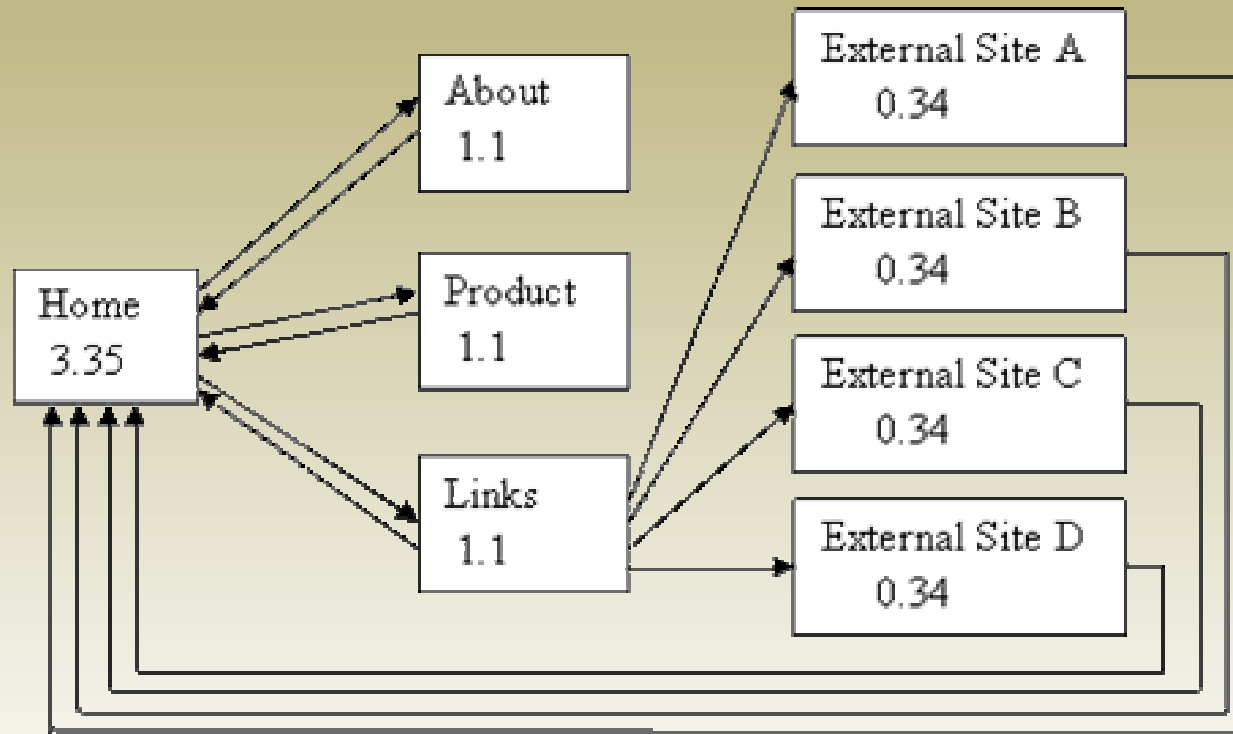 Home
3.35
About
1.1
Product
1.1
Links
1.1
External Site A
0.34
External Site B
0.34
External Site C
0.34
External Site D
0.34